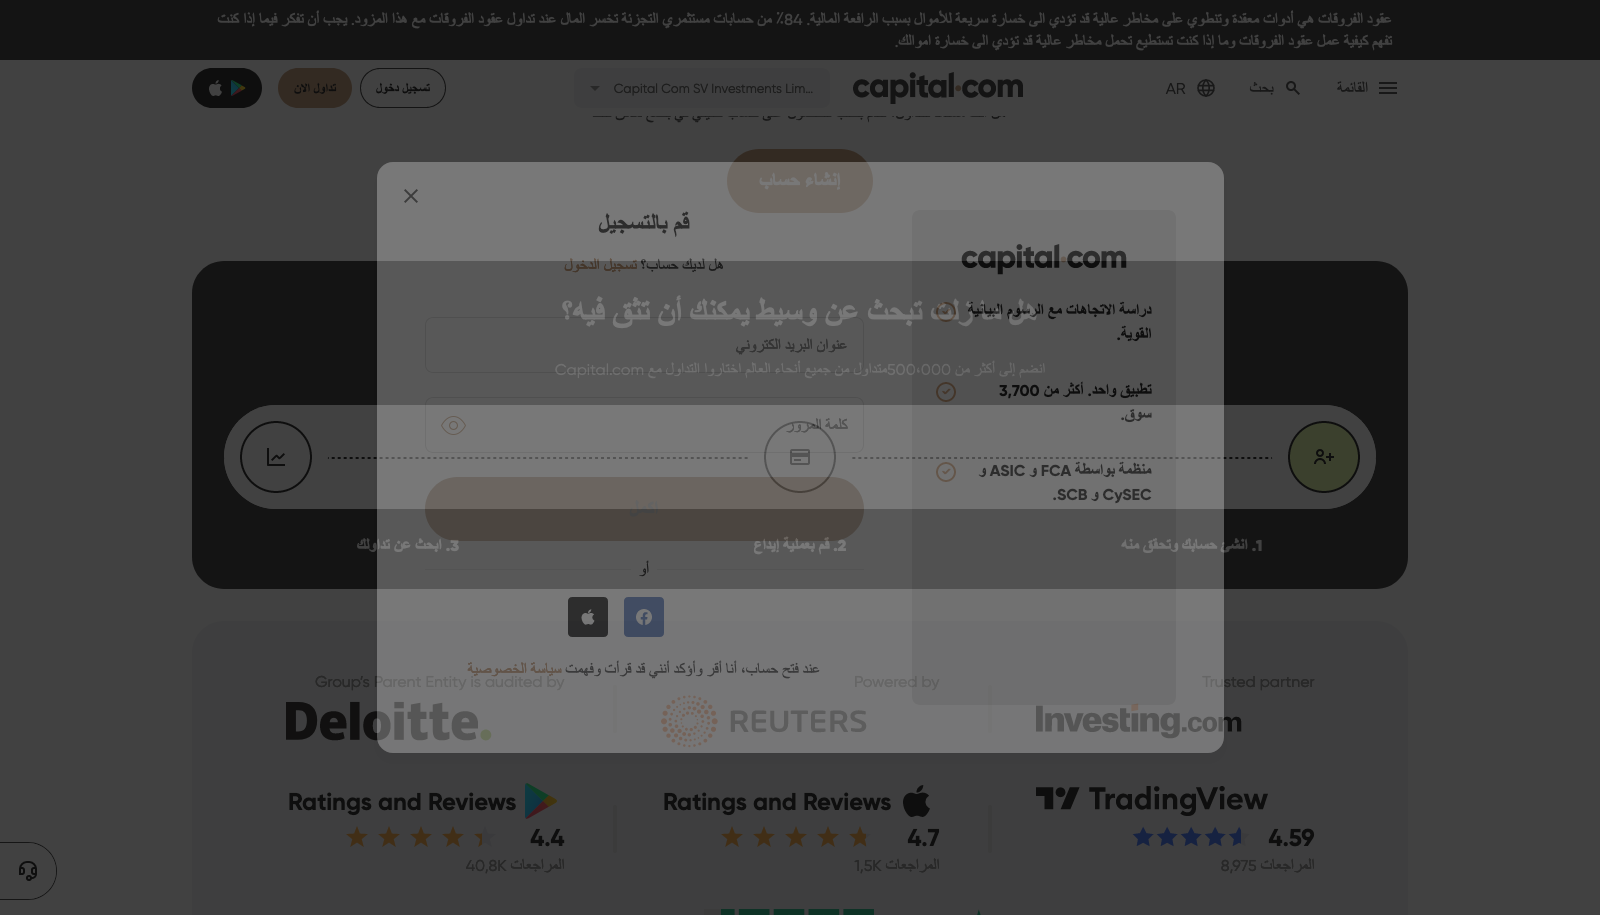 عقود الفروقات هي أدوات معقدة وتنطوي على مخاطر عالية قد تؤدي الى خسارة سريعة للأموال بسبب الرافعة المالية. 84٪ من حسابات مستثمري التجزئة تخسر المال عند تداول عقود الفروقات مع هذا المزود. يجب أن تفكر فيما إذا كنت
تفهم كيفية عمل عقود الفروقات وما إذا كنت تستطيع تحمل مخاطر عالية قد تؤدي الى خسارة اموالك.
القائمة
بحث
AR
capital.com
Capital Com SV Investments Lim...
تسجيل دخول
تداول الآن
إنشاء حساب
قم بالتسجيل
هل لديك حساب؟ تسجيل الدخول
عنوان البريد الكتروني
كلمة المرور
أو
عند فتح حساب، أنا أقر وأؤكد أنني قد قرأت وفهمت سياسة الخصوصية
capital.com
دراسة الاتجاهات مع الرسوم البيانية
القوية.
تطبيق واحد. أكثر من 3,700
سوق.
منظمة بواسطة FCA و ASIC و
CySEC و SCB.
هل ما زلت تبحث عن وسيط يمكنك أن تثق فيه؟
انضم إلى أكثر من 500,000متداول من جميع أنحاء العالم اختاروا التداول مع Capital.com
1. انشئ حسابك وتحقق منه
2. قم بعملية إيداع
3. ابحث عن تداولك
Trusted partner
Investing.com
Powered by
REUTERS
Group's Parent Entity is audited by
Deloitte.
TradingView
4.59
المراجعات 8,975
Ratings and Reviews
4.7
المراجعات 1,5K
Ratings and Reviews
4.4
المراجعات 40,8K